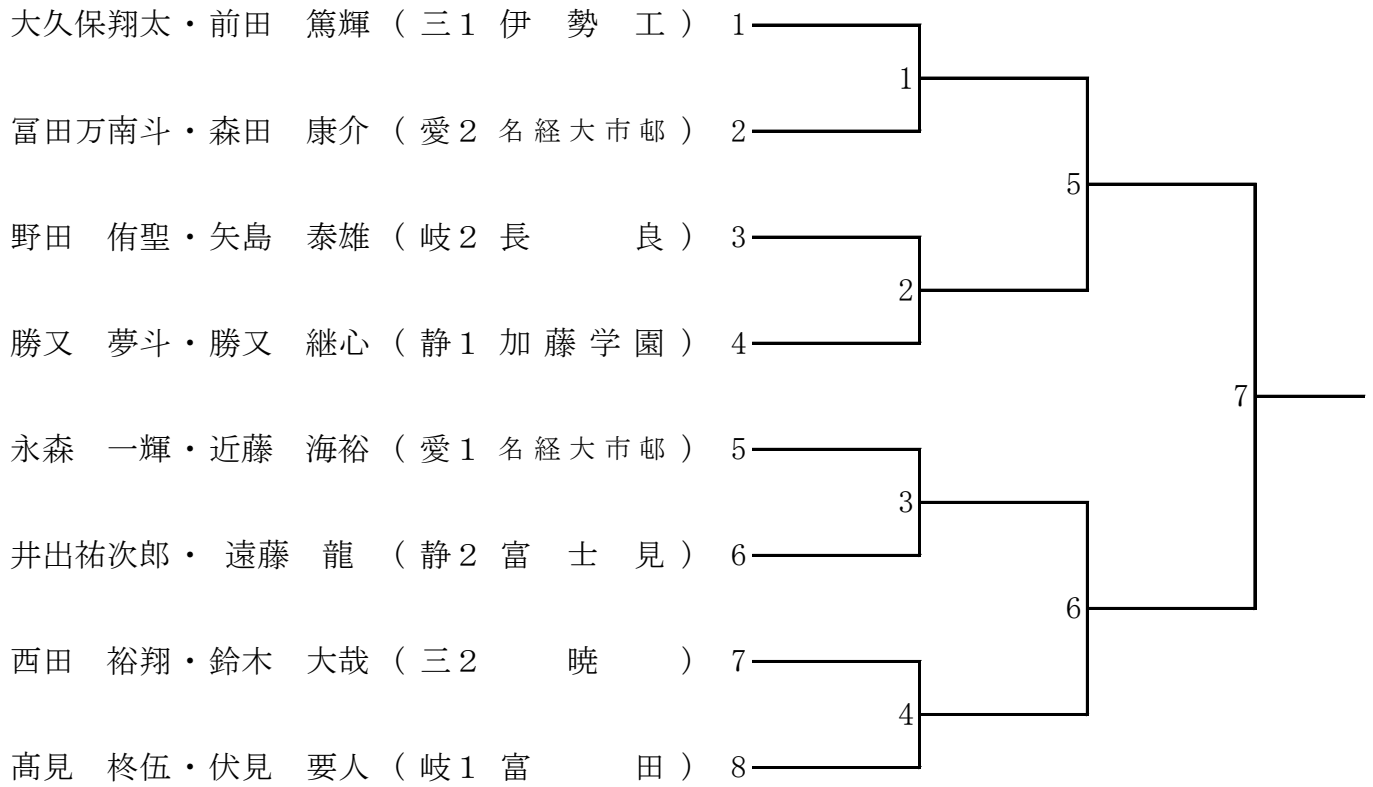 大久保翔太・前田　篤輝（三1 伊　勢　工）1
1
冨田万南斗・森田　康介（愛2 名経大市邨）2
5
野田　侑聖・矢島　泰雄（岐2 長　　　良）3
2
勝又　夢斗・勝又　継心（静1 加藤学園）4
7
永森　一輝・近藤　海裕（愛1 名経大市邨）5
3
井出祐次郎・遠藤　龍（静2 富　士　見）6
6
西田　裕翔・鈴木　大哉（三2　　暁　　）7
4
髙見　柊伍・伏見　要人（岐1 富　　　田）8